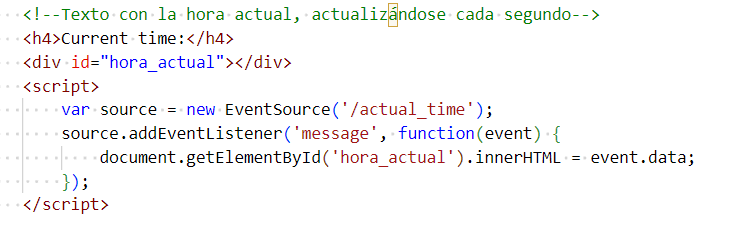 <!--Texto con la hora actual, actualizándose cada segundo-->
<h4>Current time:</h4>
<div id="hora_actual"></div>
<script>
var source = new EventSource('/actual_time');
source.addEventListener('message', function(event) {
document.getElementById('hora_actual').innerHTML = event.data;
});
</script>